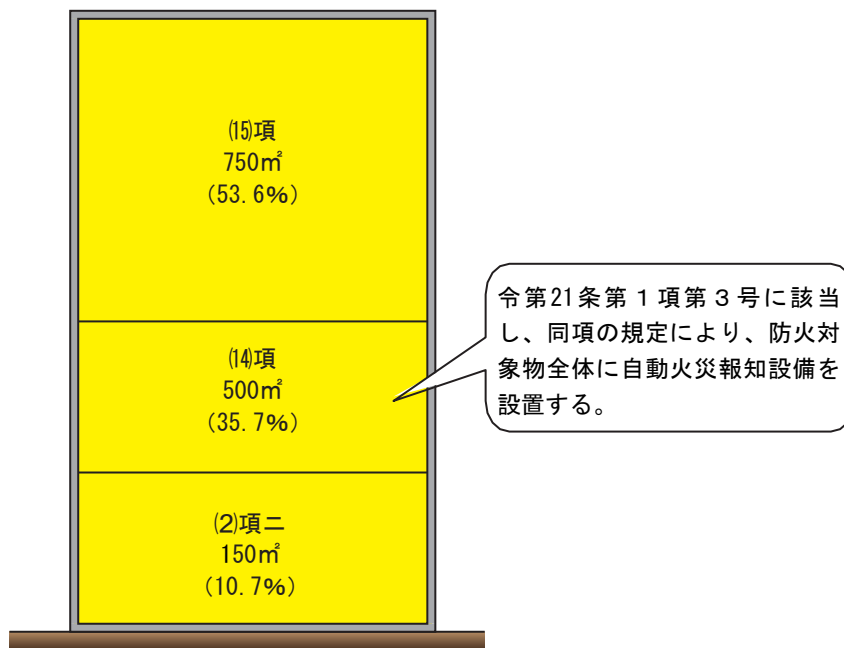 ⒂項
750㎡
(53.6%)
⒁項
500㎡
(35.7%)
⑵項ニ
150㎡
(10.7%)
令第21条第1項第3号に該当
し、同項の規定により、防火対
象物全体に自動火災報知設備を
設置する。